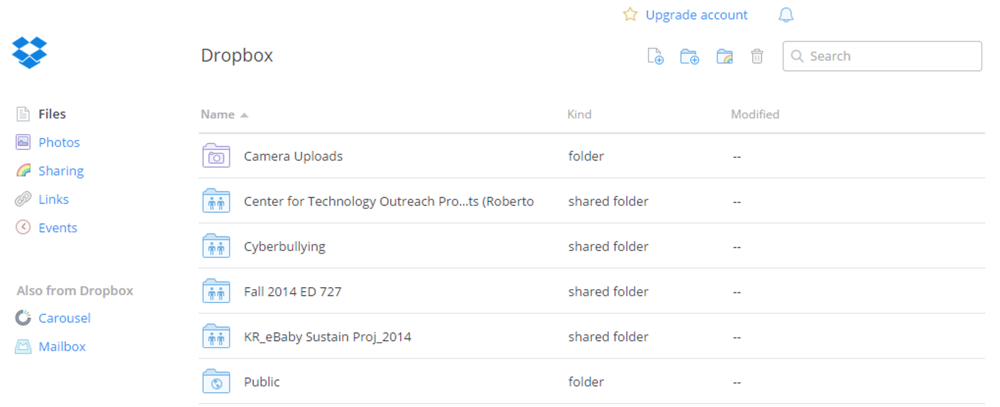 Upgrade account
Dropbox
Search
Files
Photos
Sharing
Links
Events
Also from Dropbox
Carousel
Mailbox
Name Kind Modified
Camera Uploads folder --
Center for Technology Outreach Pro...ts (Roberto shared folder --
Cyberbullying shared folder --
Fall 2014 ED 727 shared folder --
KR_eBaby Sustain Proj_2014 shared folder --
Public folder --